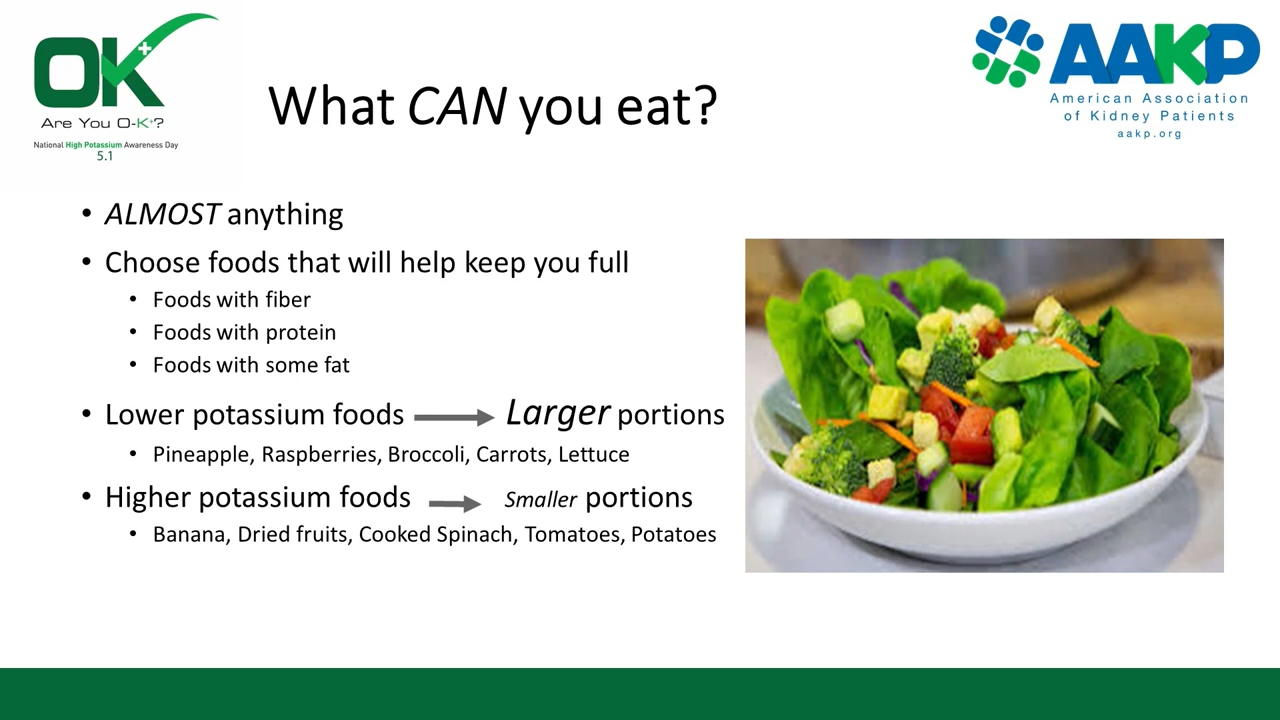 OK+
Are You O-K+?
National High Potassium Awareness Day
5.1
What CAN you eat?
AAKP
American Association
of Kidney Patients
aakp.org
• ALMOST anything
• Choose foods that will help keep you full
• Foods with fiber
• Foods with protein
• Foods with some fat
• Lower potassium foods Larger portions
• Pineapple, Raspberries, Broccoli, Carrots, Lettuce
• Higher potassium foods Smaller portions
• Banana, Dried fruits, Cooked Spinach, Tomatoes, Potatoes